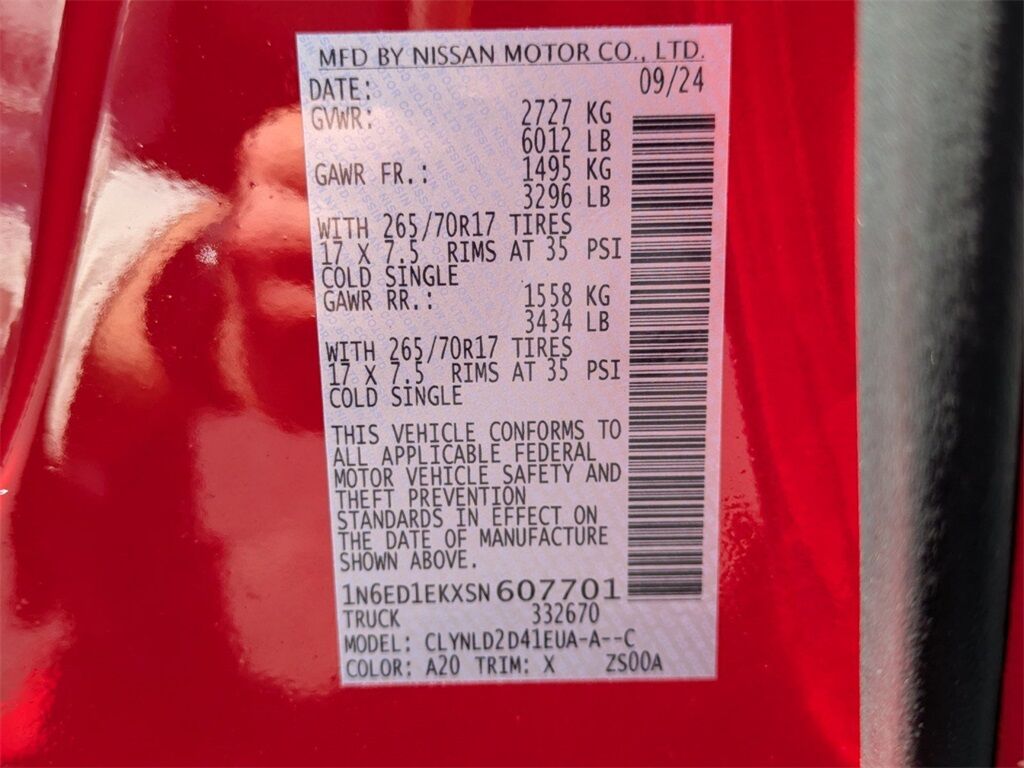 MFD BY NISSAN MOTOR CO., LTD.
DATE: 09/24
GVWR: 2727 KG
6012 LB
GAWR FR.: 1495 KG
3296 LB
WITH 265/70R17 TIRES
17 X 7.5 RIMS AT 35 PSI
COLD SINGLE
GAWR RR.: 1558 KG
3434 LB
WITH 265/70R17 TIRES
17 X 7.5 RIMS AT 35 PSI
COLD SINGLE
THIS VEHICLE CONFORMS TO
ALL APPLICABLE FEDERAL
MOTOR VEHICLE SAFETY AND
THEFT PREVENTION
STANDARDS IN EFFECT ON
THE DATE OF MANUFACTURE
SHOWN ABOVE.
1N6ED1EKXSN 607701
TRUCK 332670
MODEL: CLYNLD2D41EUA-A--C
COLOR: A20 TRIM: X ZS00A